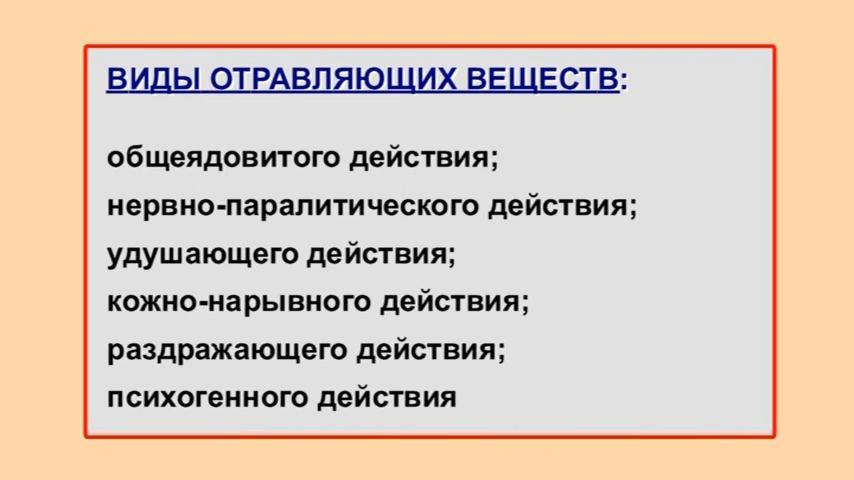 ВИДЫ ОТРАВЛЯЮЩИХ ВЕЩЕСТВ:
общеядовитого действия;
нервно-паралитического действия;
удушающего действия;
кожно-нарывного действия;
раздражающего действия;
психогенного действия